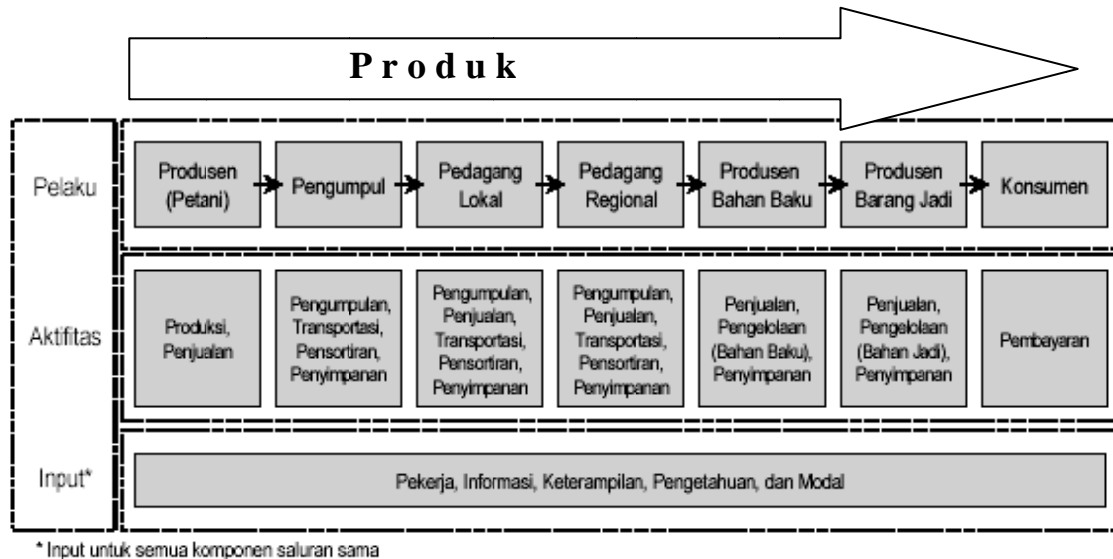 P r o d u k
Pelaku
Produsen
(Petani)
Pengumpul
Pedagang
Lokal
Pedagang
Regional
Produsen
Bahan Baku
Produsen
Barang Jadi
Konsumen
Aktifitas
Produksi,
Penjualan
Pengumpulan,
Transportasi,
Pensortiran,
Penyimpanan
Pengumpulan,
Penjualan,
Transportasi,
Pensortiran,
Penyimpanan
Pengumpulan,
Penjualan,
Transportasi,
Pensortiran,
Penyimpanan
Penjualan,
Pengelolaan
(Bahan Baku),
Penyimpanan
Penjualan,
Pengelolaan
(Bahan Jadi),
Penyimpanan
Pembayaran
Input*
Pekerja, Informasi, Keterampilan, Pengetahuan, dan Modal
* Input untuk semua komponen saluran sama